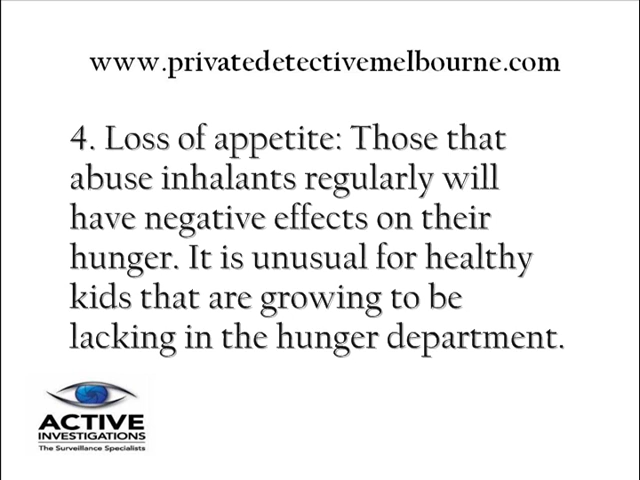 www.privatedetectivemelbourne.com
4. Loss of appetite: Those that
abuse inhalants regularly will
have negative effects on their
hunger. It is unusual for healthy
kids that are growing to be
lacking in the hunger department.
ACTIVE
INVESTIGATIONS
The Surveillance Specialists